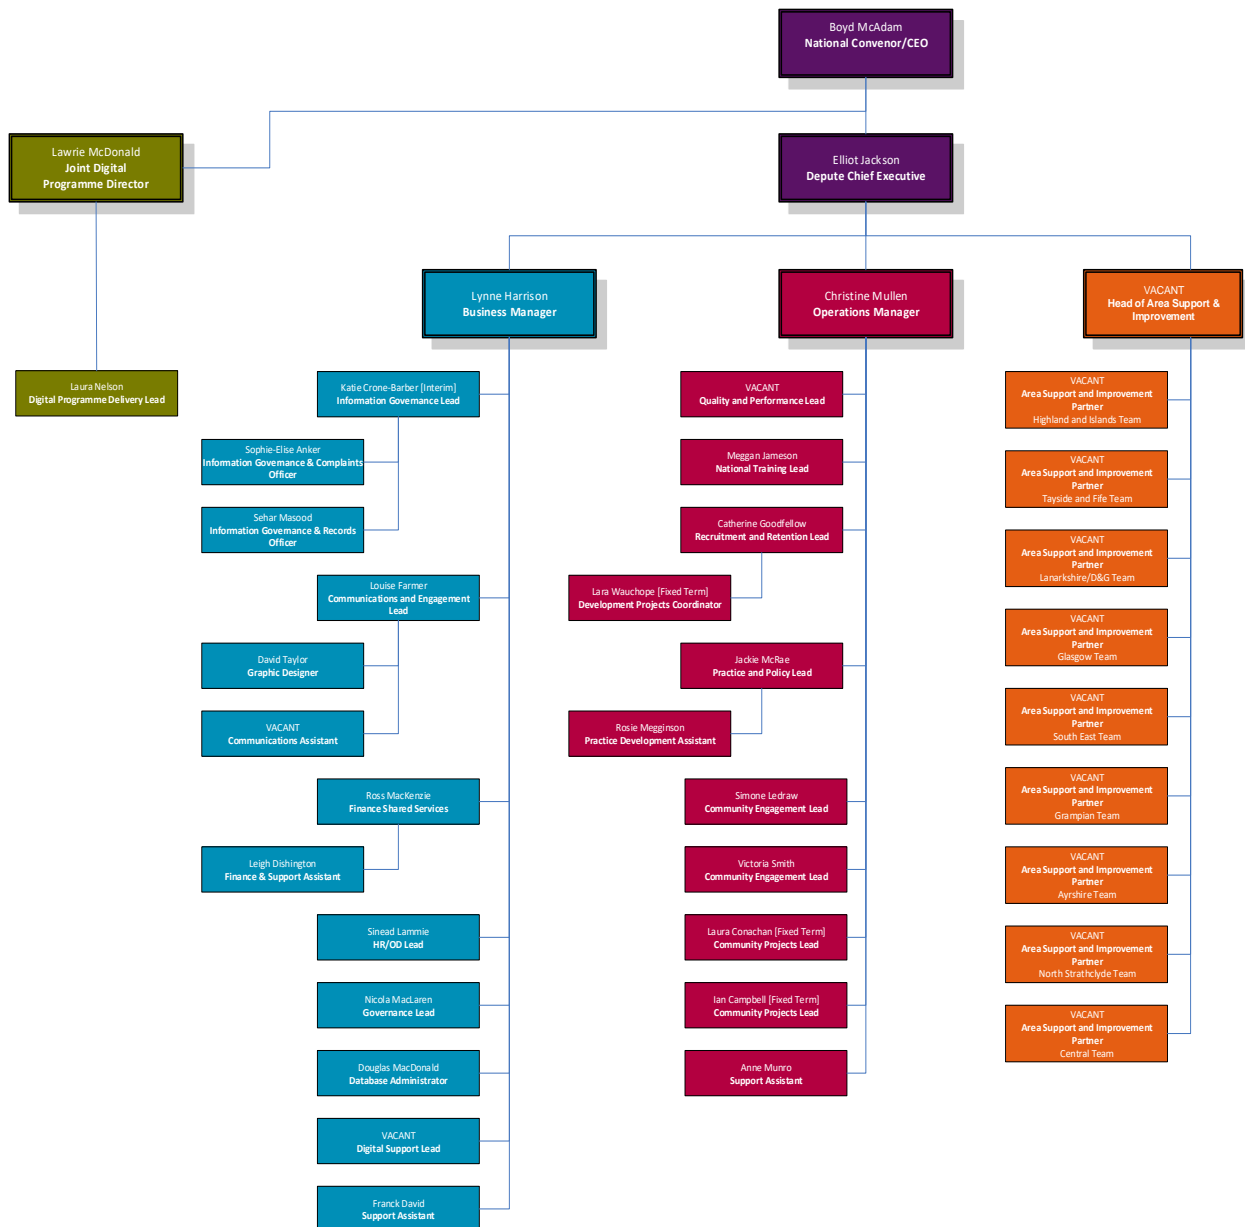 Boyd McAdam
National Convenor/CEO
Lawrie McDonald
Joint Digital
Programme Director
Elliot Jackson
Depute Chief Executive
Lynne Harrison
Business Manager
Christine Mullen
Operations Manager
VACANT
Head of Area Support &
Improvement
Laura Nelson
Digital Programme Delivery Lead
Katie Crone-Barber [Interim]
Information Governance Lead
Sophie-Elise Anker
Information Governance & Complaints
Officer
Sehar Masood
Information Governance & Records
Officer
Louise Farmer
Communications and Engagement
Lead
David Taylor
Graphic Designer
VACANT
Communications Assistant
Ross MacKenzie
Finance Shared Services
Leigh Dishington
Finance & Support Assistant
Sinead Lammie
HR/OD Lead
Nicola MacLaren
Governance Lead
Douglas MacDonald
Database Administrator
VACANT
Digital Support Lead
Franck David
Support Assistant
VACANT
Quality and Performance Lead
Meggan Jameson
National Training Lead
Catherine Goodfellow
Recruitment and Retention Lead
Lara Wauchope [Fixed Term]
Development Projects Coordinator
Jackie McRae
Practice and Policy Lead
Rosie Megginson
Practice Development Assistant
Simone Ledraw
Community Engagement Lead
Victoria Smith
Community Engagement Lead
Laura Conachan [Fixed Term]
Community Projects Lead
Ian Campbell [Fixed Term]
Community Projects Lead
Anne Munro
Support Assistant
VACANT
Area Support and Improvement
Partner
Highland and Islands Team
VACANT
Area Support and Improvement
Partner
Tayside and Fife Team
VACANT
Area Support and Improvement
Partner
Lanarkshire/D&G Team
VACANT
Area Support and Improvement
Partner
Glasgow Team
VACANT
Area Support and Improvement
Partner
South East Team
VACANT
Area Support and Improvement
Partner
Grampian Team
VACANT
Area Support and Improvement
Partner
Ayrshire Team
VACANT
Area Support and Improvement
Partner
North Strathclyde Team
VACANT
Area Support and Improvement
Partner
Central Team